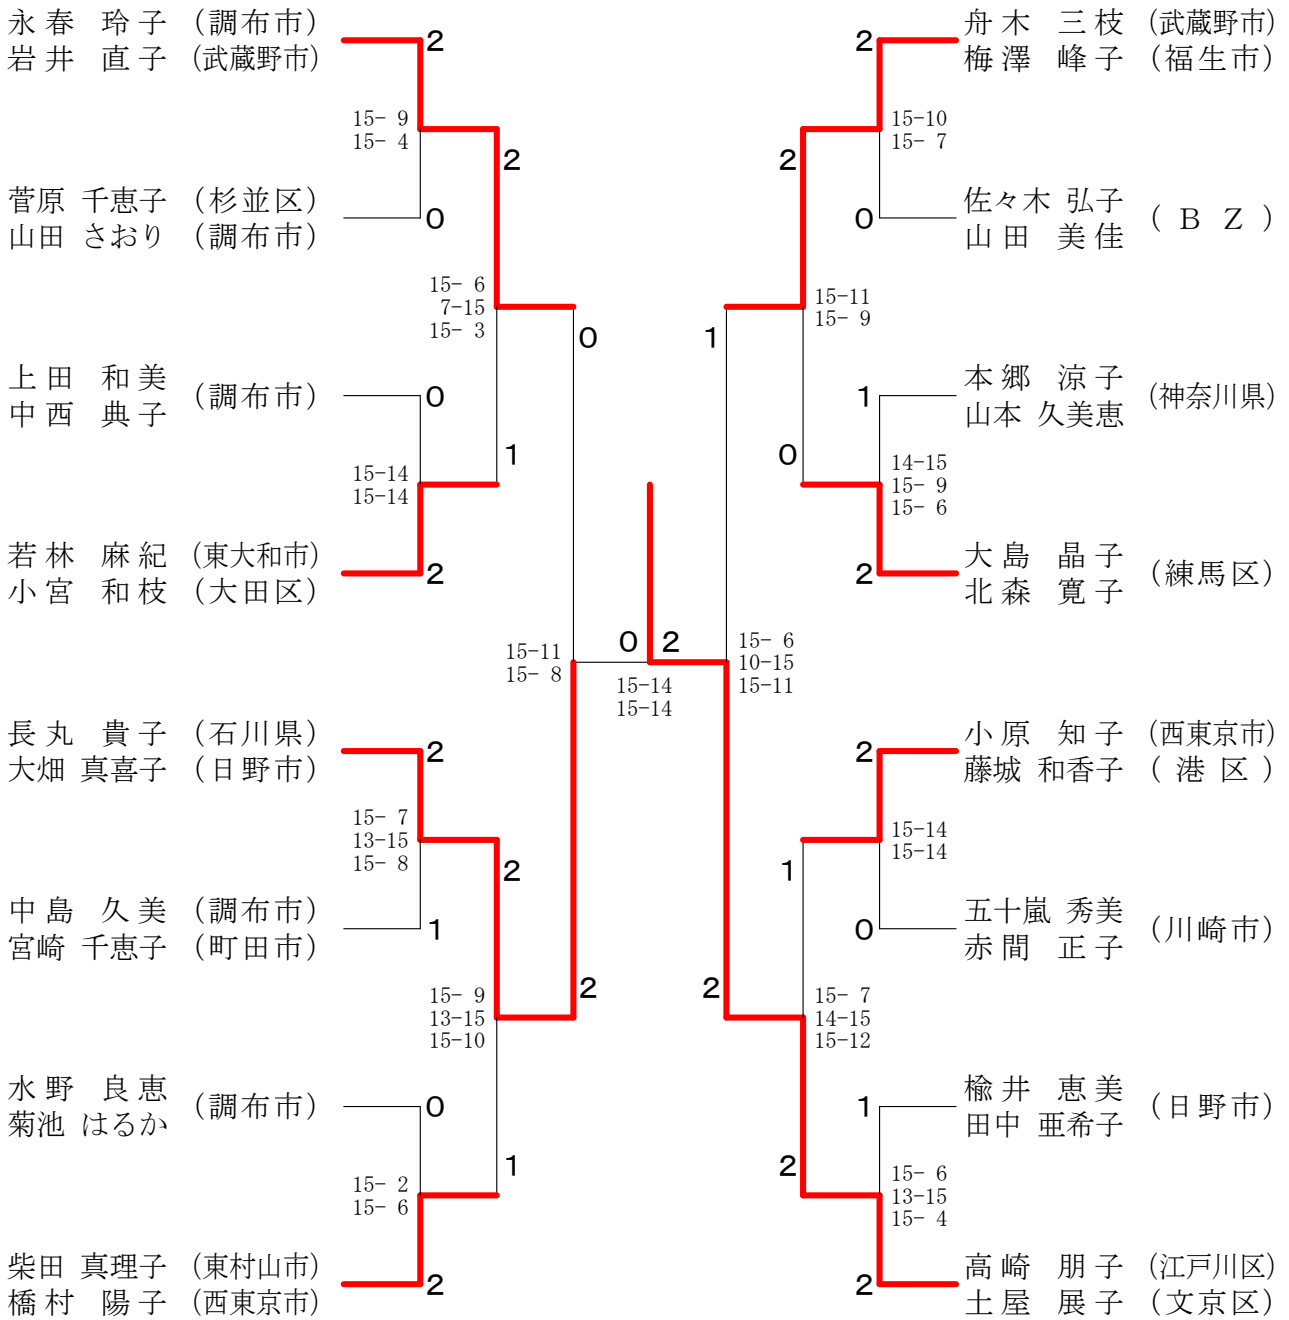 永春 玲子 (調布市)
岩井 直子 (武蔵野市)
2
15- 9
15- 4
2
菅原 千恵子 (杉並区)
山田 さおり (調布市)
0
15- 6
7-15
15- 3
0
上田 和美
中西 典子
(調布市)
0
1
15-14
15-14
若林 麻紀 (東大和市)
小宮 和枝 (大田区)
2
15-11
15- 8
長丸 貴子 (石川県)
大畑 真喜子 (日野市)
2
15- 7
13-15
15- 8
2
中島 久美 (調布市)
宮崎 千恵子 (町田市)
1
15- 9
13-15
15-10
2
水野 良恵
菊池 はるか
(調布市)
0
1
15- 2
15- 6
柴田 真理子 (東村山市)
橋村 陽子 (西東京市)
2
0 2
15-14
15-14
舟木 三枝 (武蔵野市)
梅澤 峰子 (福生市)
2
15-10
15- 7
2
佐々木 弘子
山田 美佳
( B Z )
0
15-11
15- 9
1
本郷 涼子
山本 久美恵
(神奈川県)
1
0
14-15
15- 9
15- 6
大島 晶子
北森 寛子
(練馬区)
2
15- 6
10-15
15-11
小原 知子 (西東京市)
藤城 和香子 ( 港 区 )
2
15-14
15-14
1
五十嵐 秀美
赤間 正子
(川崎市)
0
2
15- 7
14-15
15-12
楡井 恵美
田中 亜希子
(日野市)
1
2
15- 6
13-15
15- 4
高崎 朋子 (江戸川区)
土屋 展子 (文京区)
2